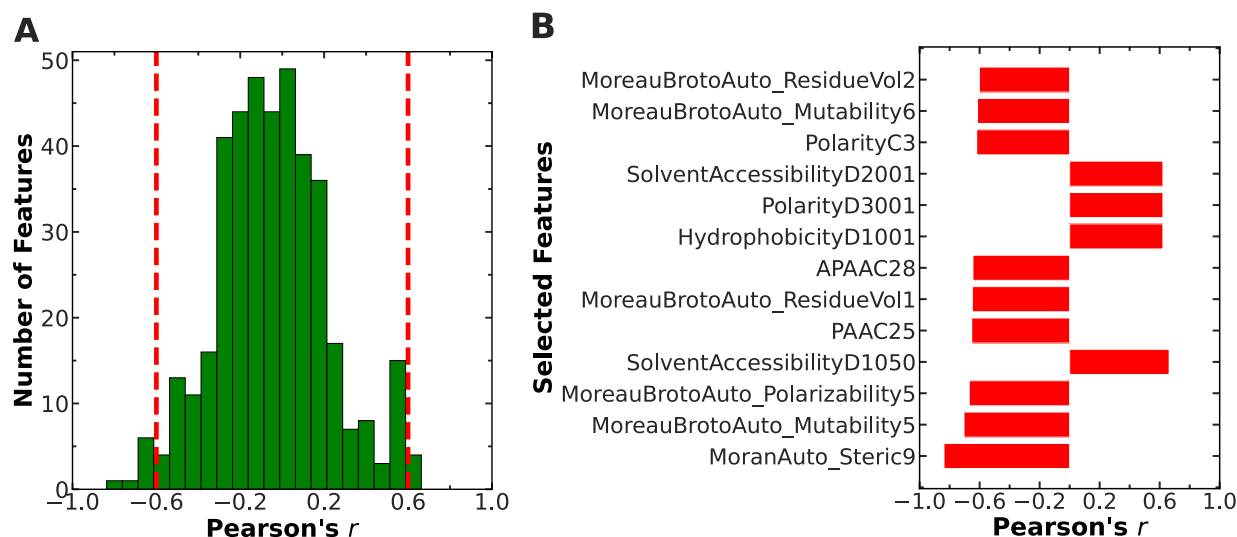 A
Number of Features
50
40
30
20
10
0
−1.0
−0.6
−0.2
0.2
0.6
1.0
Pearson's r
B
Selected Features
MoreauBrotoAuto_ResidueVol2
MoreauBrotoAuto_Mutability6
PolarityC3
SolventAccessibilityD2001
PolarityD3001
HydrophobicityD1001
APAAC28
MoreauBrotoAuto_ResidueVol1
PAAC25
SolventAccessibilityD1050
MoreauBrotoAuto_Polarizability5
MoreauBrotoAuto_Mutability5
MoranAuto_Steric9
−1.0
−0.6
−0.2
0.2
0.6
1.0
Pearson's r